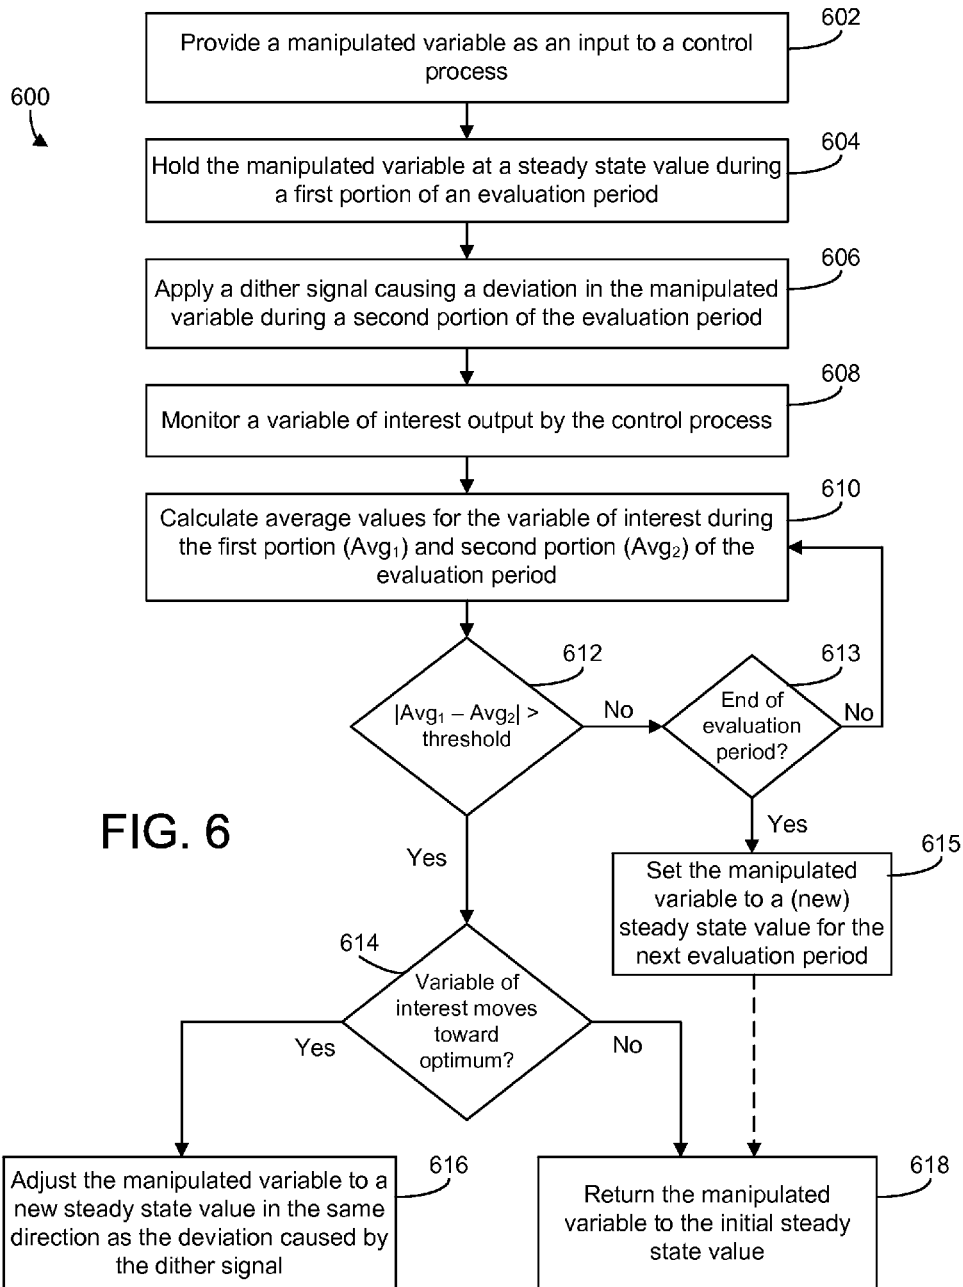 602
Provide a manipulated variable as an input to a control
process
600
604
Hold the manipulated variable at a steady state value during
a first portion of an evaluation period
606
Apply a dither signal causing a deviation in the manipulated
variable during a second portion of the evaluation period
608
Monitor a variable of interest output by the control process
610
Calculate average values for the variable of interest during
the first portion (Avg₁) and second portion (Avg₂) of the
evaluation period
612
|Avg₁ – Avg₂| >
threshold
No
613
End of
evaluation
period?
No
Yes
FIG. 6
Yes
615
Set the manipulated
variable to a (new)
steady state value for the
next evaluation period
614
Variable of
interest moves
toward
optimum?
Yes
No
616
Adjust the manipulated variable to a
new steady state value in the same
direction as the deviation caused by
the dither signal
618
Return the manipulated
variable to the initial steady
state value